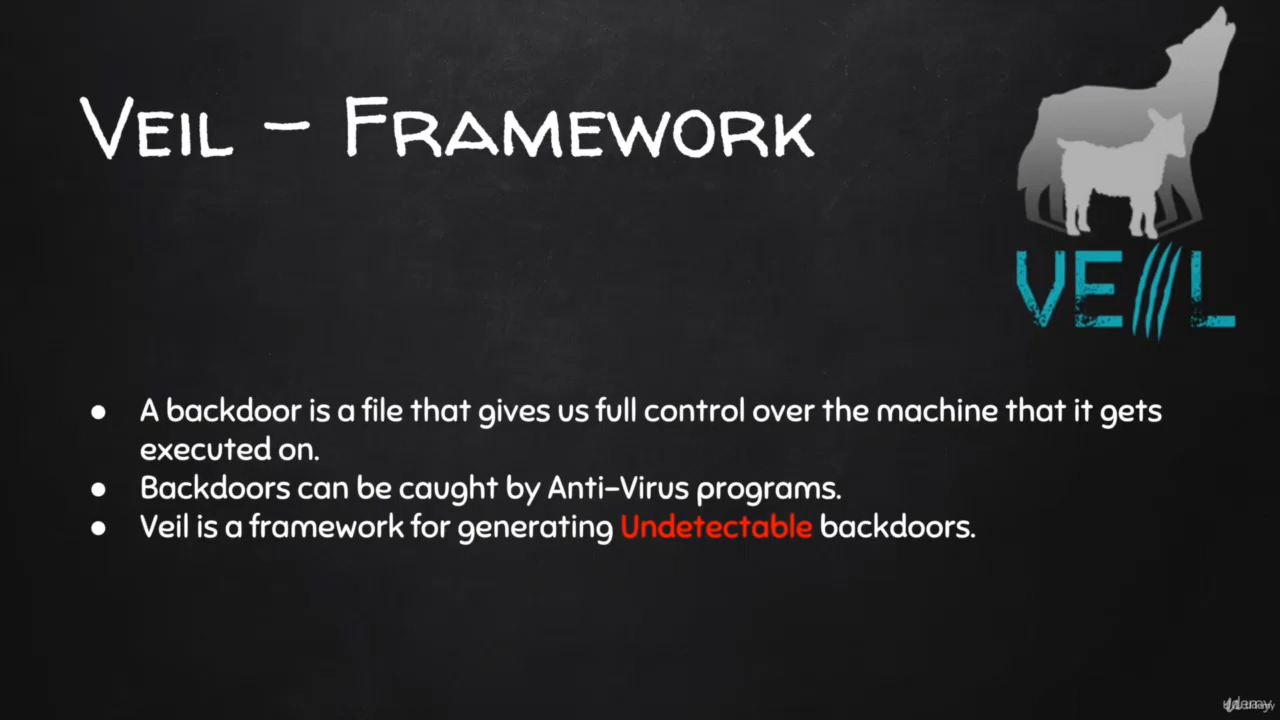 Veil - Framework
VEIL
● A backdoor is a file that gives us full control over the machine that it gets
executed on.
● Backdoors can be caught by Anti-Virus programs.
● Veil is a framework for generating Undetectable backdoors.
udemy